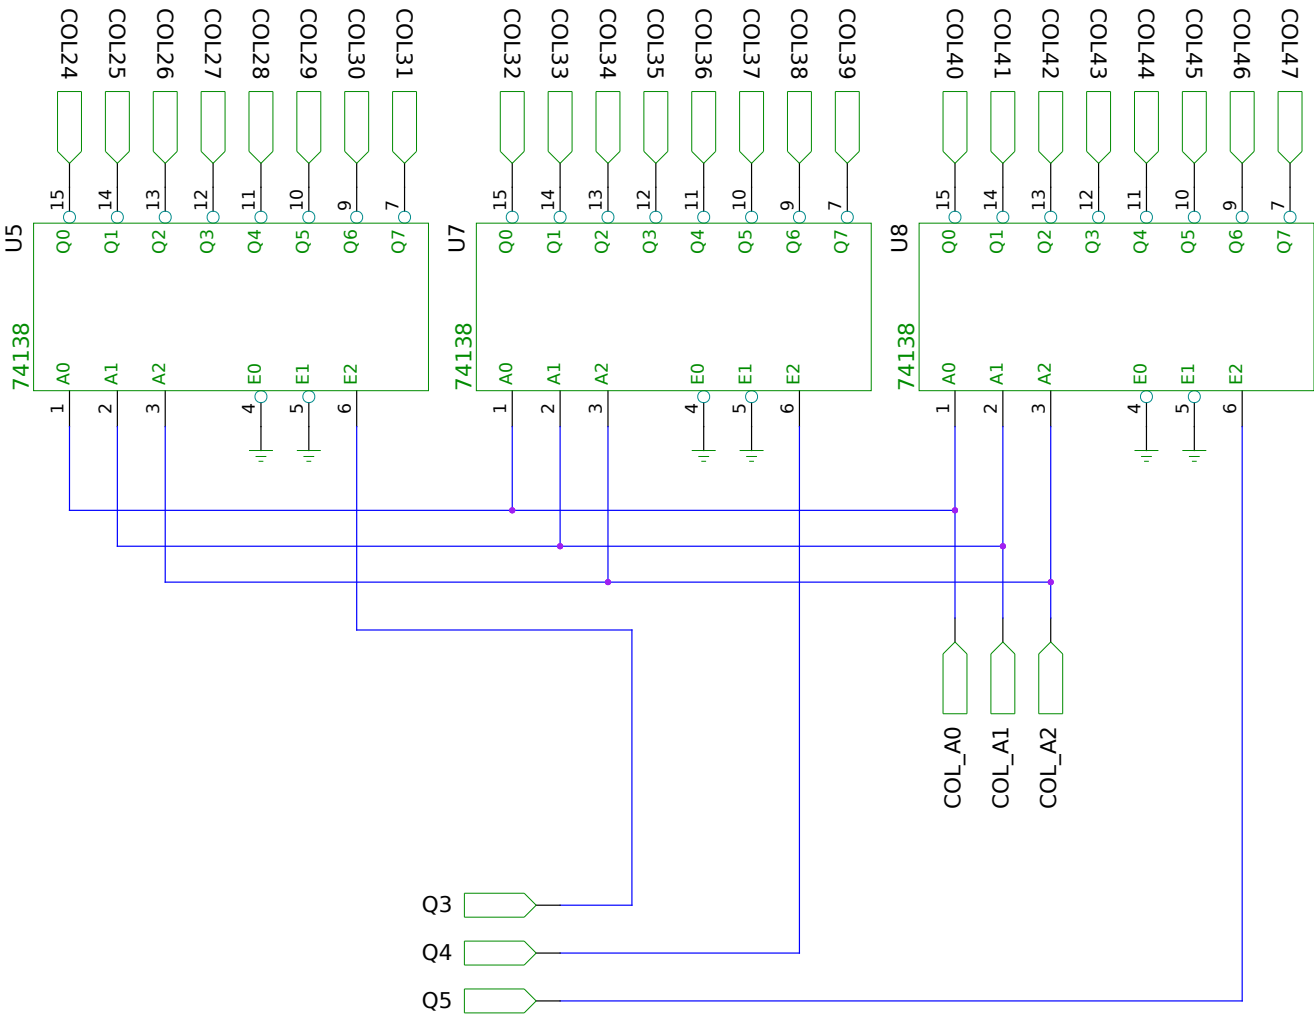 COL24 COL25 COL26 COL27 COL28 COL29 COL30 COL31 COL32 COL33 COL34 COL35 COL36 COL37 COL38 COL39 COL40 COL41 COL42 COL43 COL44 COL45 COL46 COL47
15 14 13 12 11 10 9 7 15 14 13 12 11 10 9 7 15 14 13 12 11 10 9 7
U5 Q0 Q1 Q2 Q3 Q4 Q5 Q6 Q7 U7 Q0 Q1 Q2 Q3 Q4 Q5 Q6 Q7 U8 Q0 Q1 Q2 Q3 Q4 Q5 Q6 Q7
74138 A0 A1 A2 E0 E1 E2 74138 A0 A1 A2 E0 E1 E2 74138 A0 A1 A2 E0 E1 E2
1 2 3 4 5 6 1 2 3 4 5 6 1 2 3 4 5 6
COL_A0 COL_A1 COL_A2
Q3
Q4
Q5